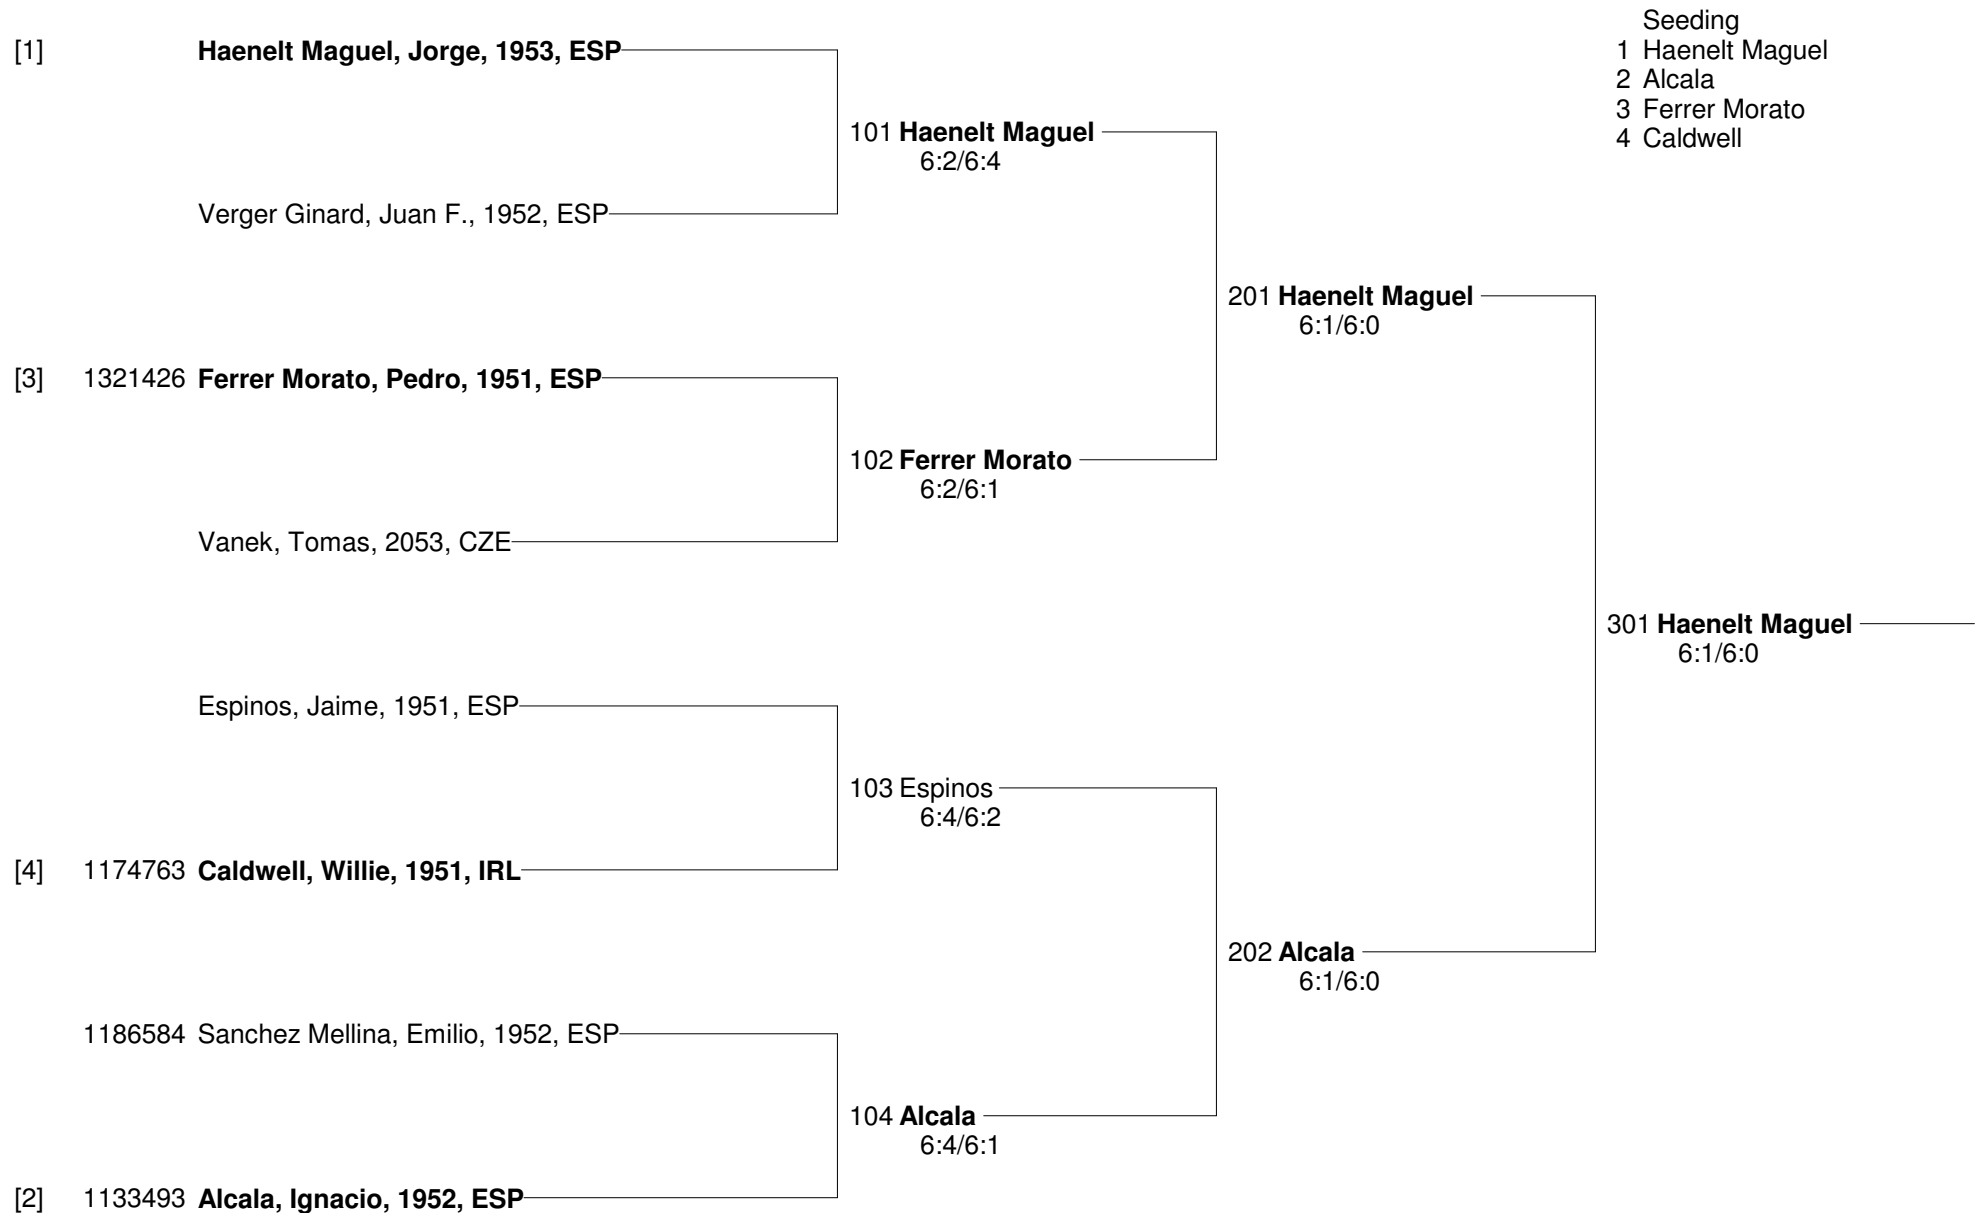 Seeding
1 Haenelt Maguel
2 Alcala
3 Ferrer Morato
4 Caldwell
[1] Haenelt Maguel, Jorge, 1953, ESP
101 Haenelt Maguel
6:2/6:4
Verger Ginard, Juan F., 1952, ESP
201 Haenelt Maguel
6:1/6:0
[3] 1321426 Ferrer Morato, Pedro, 1951, ESP
102 Ferrer Morato
6:2/6:1
Vanek, Tomas, 2053, CZE
301 Haenelt Maguel
6:1/6:0
Espinos, Jaime, 1951, ESP
103 Espinos
6:4/6:2
[4] 1174763 Caldwell, Willie, 1951, IRL
202 Alcala
6:1/6:0
1186584 Sanchez Mellina, Emilio, 1952, ESP
104 Alcala
6:4/6:1
[2] 1133493 Alcala, Ignacio, 1952, ESP